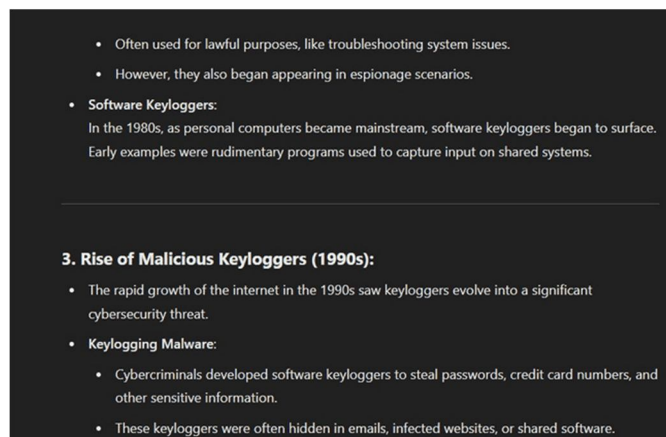 • Often used for lawful purposes, like troubleshooting system issues.
• However, they also began appearing in espionage scenarios.
• Software Keyloggers:
In the 1980s, as personal computers became mainstream, software keyloggers began to surface.
Early examples were rudimentary programs used to capture input on shared systems.
3. Rise of Malicious Keyloggers (1990s):
• The rapid growth of the internet in the 1990s saw keyloggers evolve into a significant
cybersecurity threat.
• Keylogging Malware:
• Cybercriminals developed software keyloggers to steal passwords, credit card numbers, and
other sensitive information.
• These keyloggers were often hidden in emails, infected websites, or shared software.